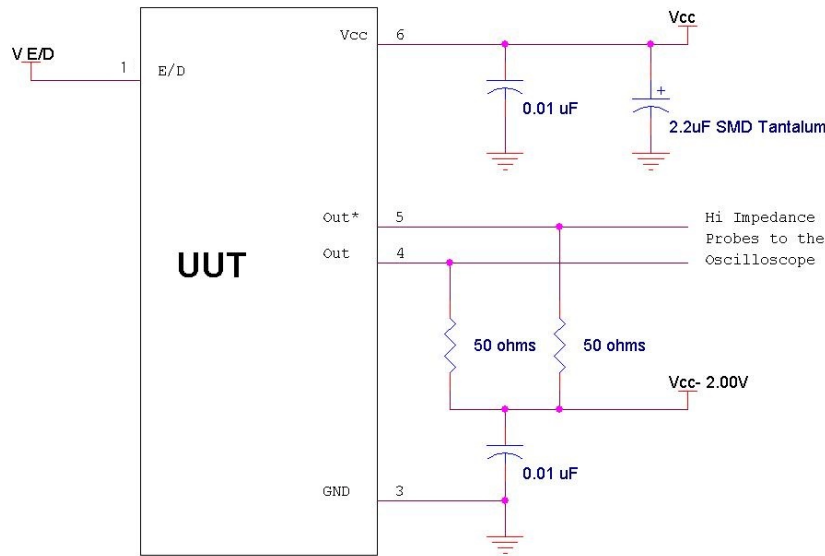 Vcc
Vcc 6
V E/D
1 E/D
+
0.01 uF
2.2uF SMD Tantalum
Out* 5
Hi Impedance
Probes to the
Oscilloscope
Out 4
UUT
50 ohms
50 ohms
Vcc- 2.00V
0.01 uF
GND 3